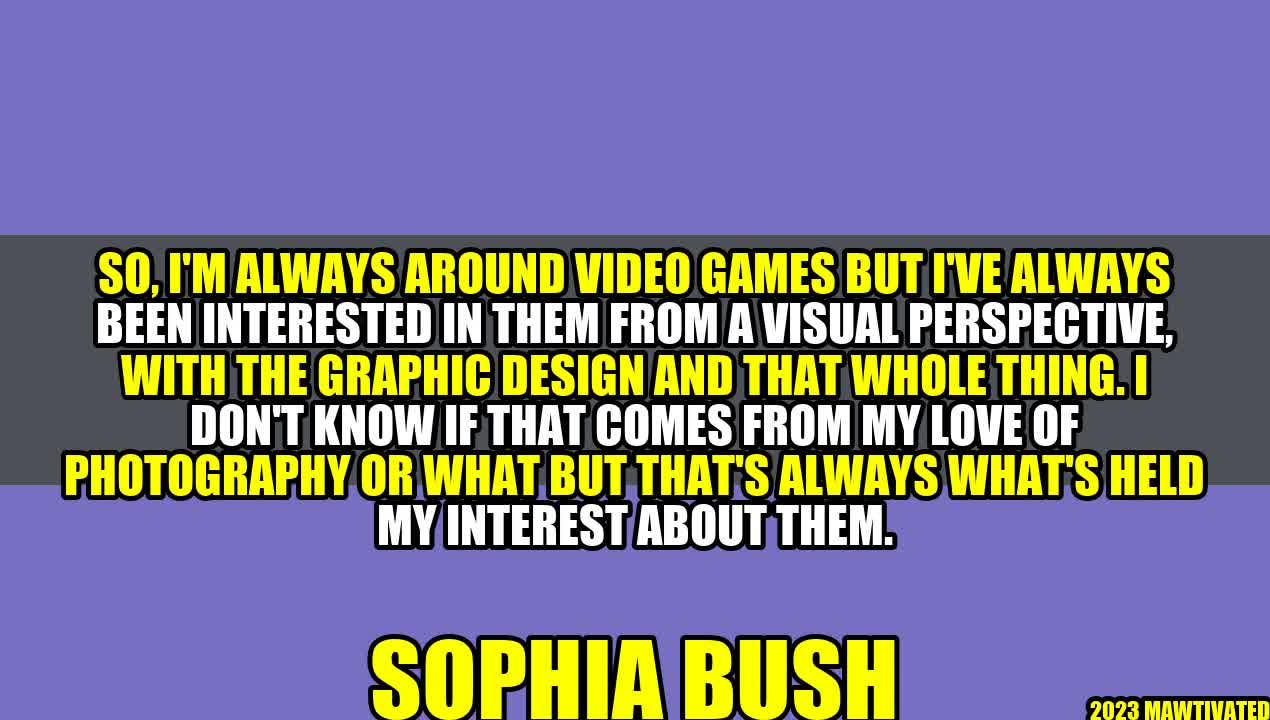 SO, I'M ALWAYS AROUND VIDEO GAMES BUT I'VE ALWAYS
BEEN INTERESTED IN THEM FROM A VISUAL PERSPECTIVE,
WITH THE GRAPHIC DESIGN AND THAT WHOLE THING. I
DON'T KNOW IF THAT COMES FROM MY LOVE OF
PHOTOGRAPHY OR WHAT BUT THAT'S ALWAYS WHAT'S HELD
MY INTEREST ABOUT THEM.
SOPHIA BUSH
2023 MAWTIVATED